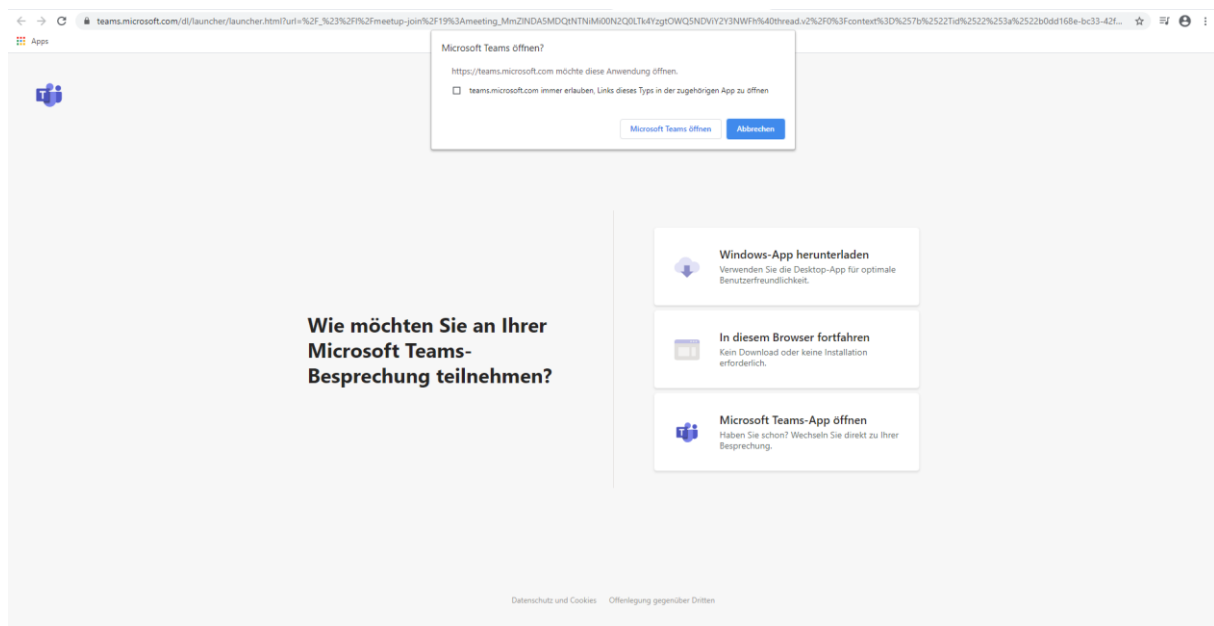 teams.microsoft.com/dl/launcher/launcher.html?url=%2F_%23%2Fl%2Fmeetup-join%2F19%3Ameeting_MmZlNDA5MDQtNTNiMi00N2Q0LTk4YzgtOWQ5NDViY2Y3NWFh%40thread.v2%2F0%3Fcontext%3D%257b%2522Tid%2522%253a%2522b0dd168e-bc33-42f...
Apps
Microsoft Teams öffnen?
https://teams.microsoft.com möchte diese Anwendung öffnen.
teams.microsoft.com immer erlauben, Links dieses Typs in der zugehörigen App zu öffnen
Microsoft Teams öffnen Abbrechen
Wie möchten Sie an Ihrer
Microsoft Teams-
Besprechung teilnehmen?
Windows-App herunterladen
Verwenden Sie die Desktop-App für optimale
Benutzerfreundlichkeit.
In diesem Browser fortfahren
Kein Download oder keine Installation
erforderlich.
Microsoft Teams-App öffnen
Haben Sie schon? Wechseln Sie direkt zu Ihrer
Besprechung.
Datenschutz und Cookies Offenlegung gegenüber Dritten